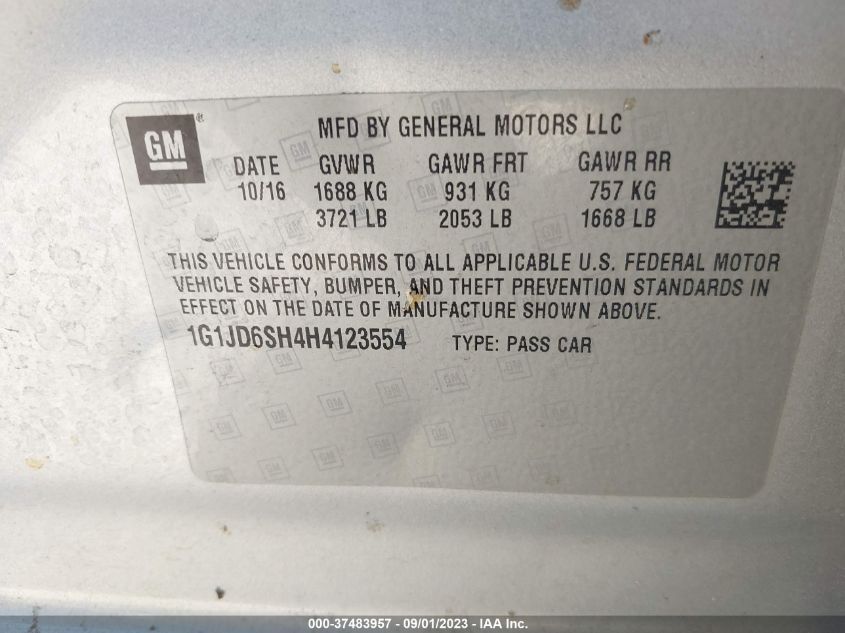 GM
MFD BY GENERAL MOTORS LLC
DATE GVWR GAWR FRT GAWR RR
10/16 1688 KG 931 KG 757 KG
3721 LB 2053 LB 1668 LB
THIS VEHICLE CONFORMS TO ALL APPLICABLE U.S. FEDERAL MOTOR
VEHICLE SAFETY, BUMPER, AND THEFT PREVENTION STANDARDS IN
EFFECT ON THE DATE OF MANUFACTURE SHOWN ABOVE.
1G1JD6SH4H4123554 TYPE: PASS CAR
000-37483957 - 09/01/2023 - IAA Inc.